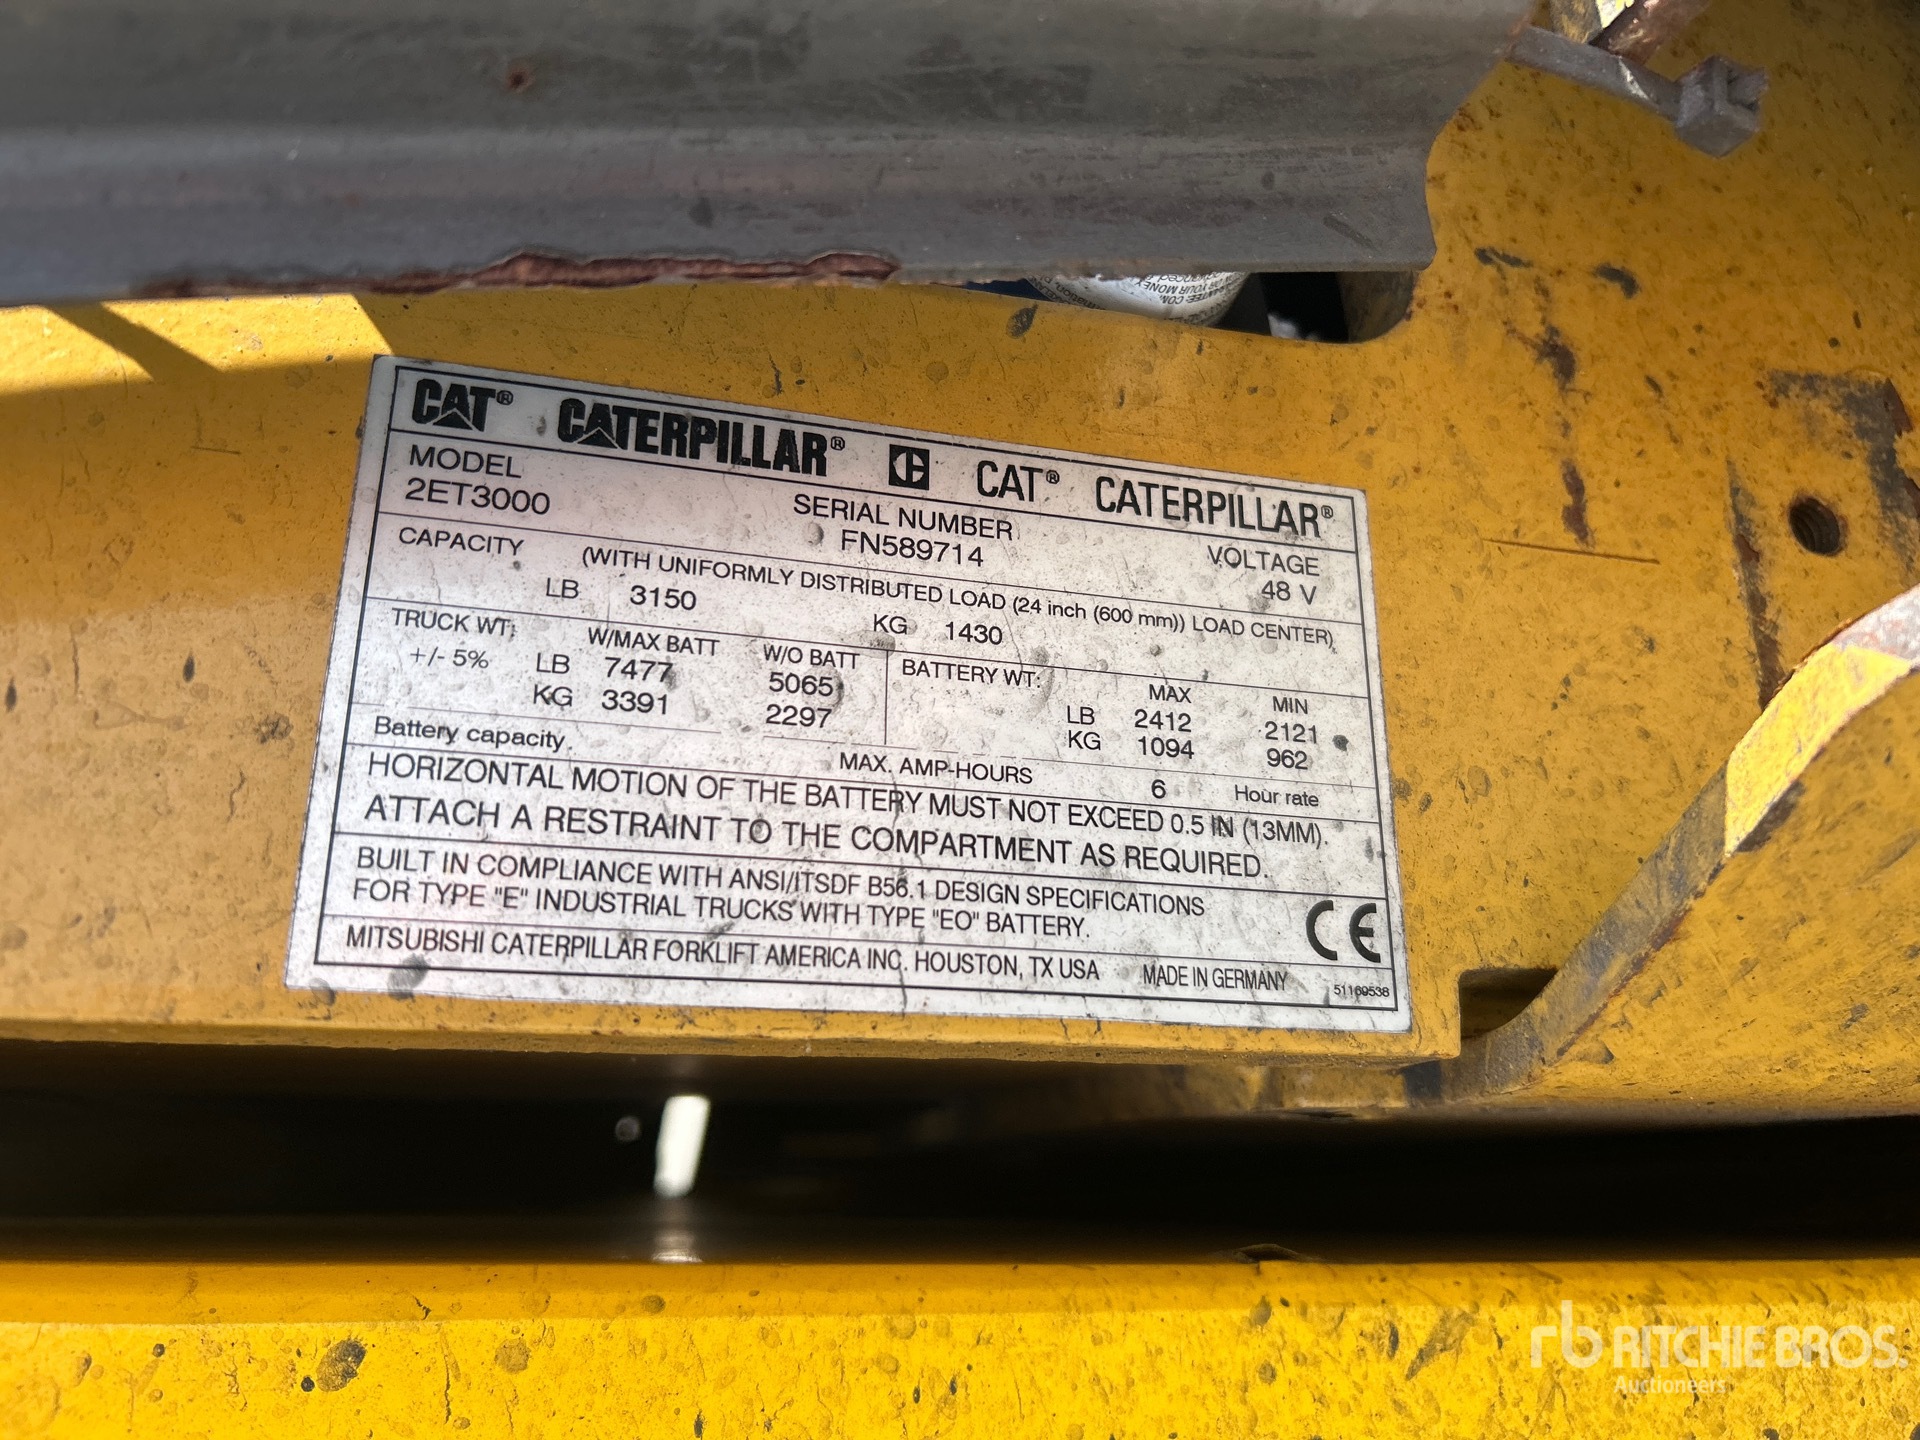 CAT® CATERPILLAR® CAT® CATERPILLAR®
MODEL SERIAL NUMBER VOLTAGE
2ET3000 FN589714 48 V
CAPACITY (WITH UNIFORMLY DISTRIBUTED LOAD (24 inch (600 mm)) LOAD CENTER)
LB 3150 KG 1430
TRUCK WT: W/MAX BATT W/O BATT BATTERY WT: MAX MIN
+/- 5% LB 7477 5065 LB 2412 2121
KG 3391 2297 KG 1094 962
Battery capacity MAX. AMP-HOURS 6 Hour rate
HORIZONTAL MOTION OF THE BATTERY MUST NOT EXCEED 0.5 IN (13MM).
ATTACH A RESTRAINT TO THE COMPARTMENT AS REQUIRED.
BUILT IN COMPLIANCE WITH ANSI/ITSDF B56.1 DESIGN SPECIFICATIONS
FOR TYPE "E" INDUSTRIAL TRUCKS WITH TYPE "EO" BATTERY. CE
MITSUBISHI CATERPILLAR FORKLIFT AMERICA INC. HOUSTON, TX USA MADE IN GERMANY 51169538
rb RITCHIE BROS.
Auctioneers